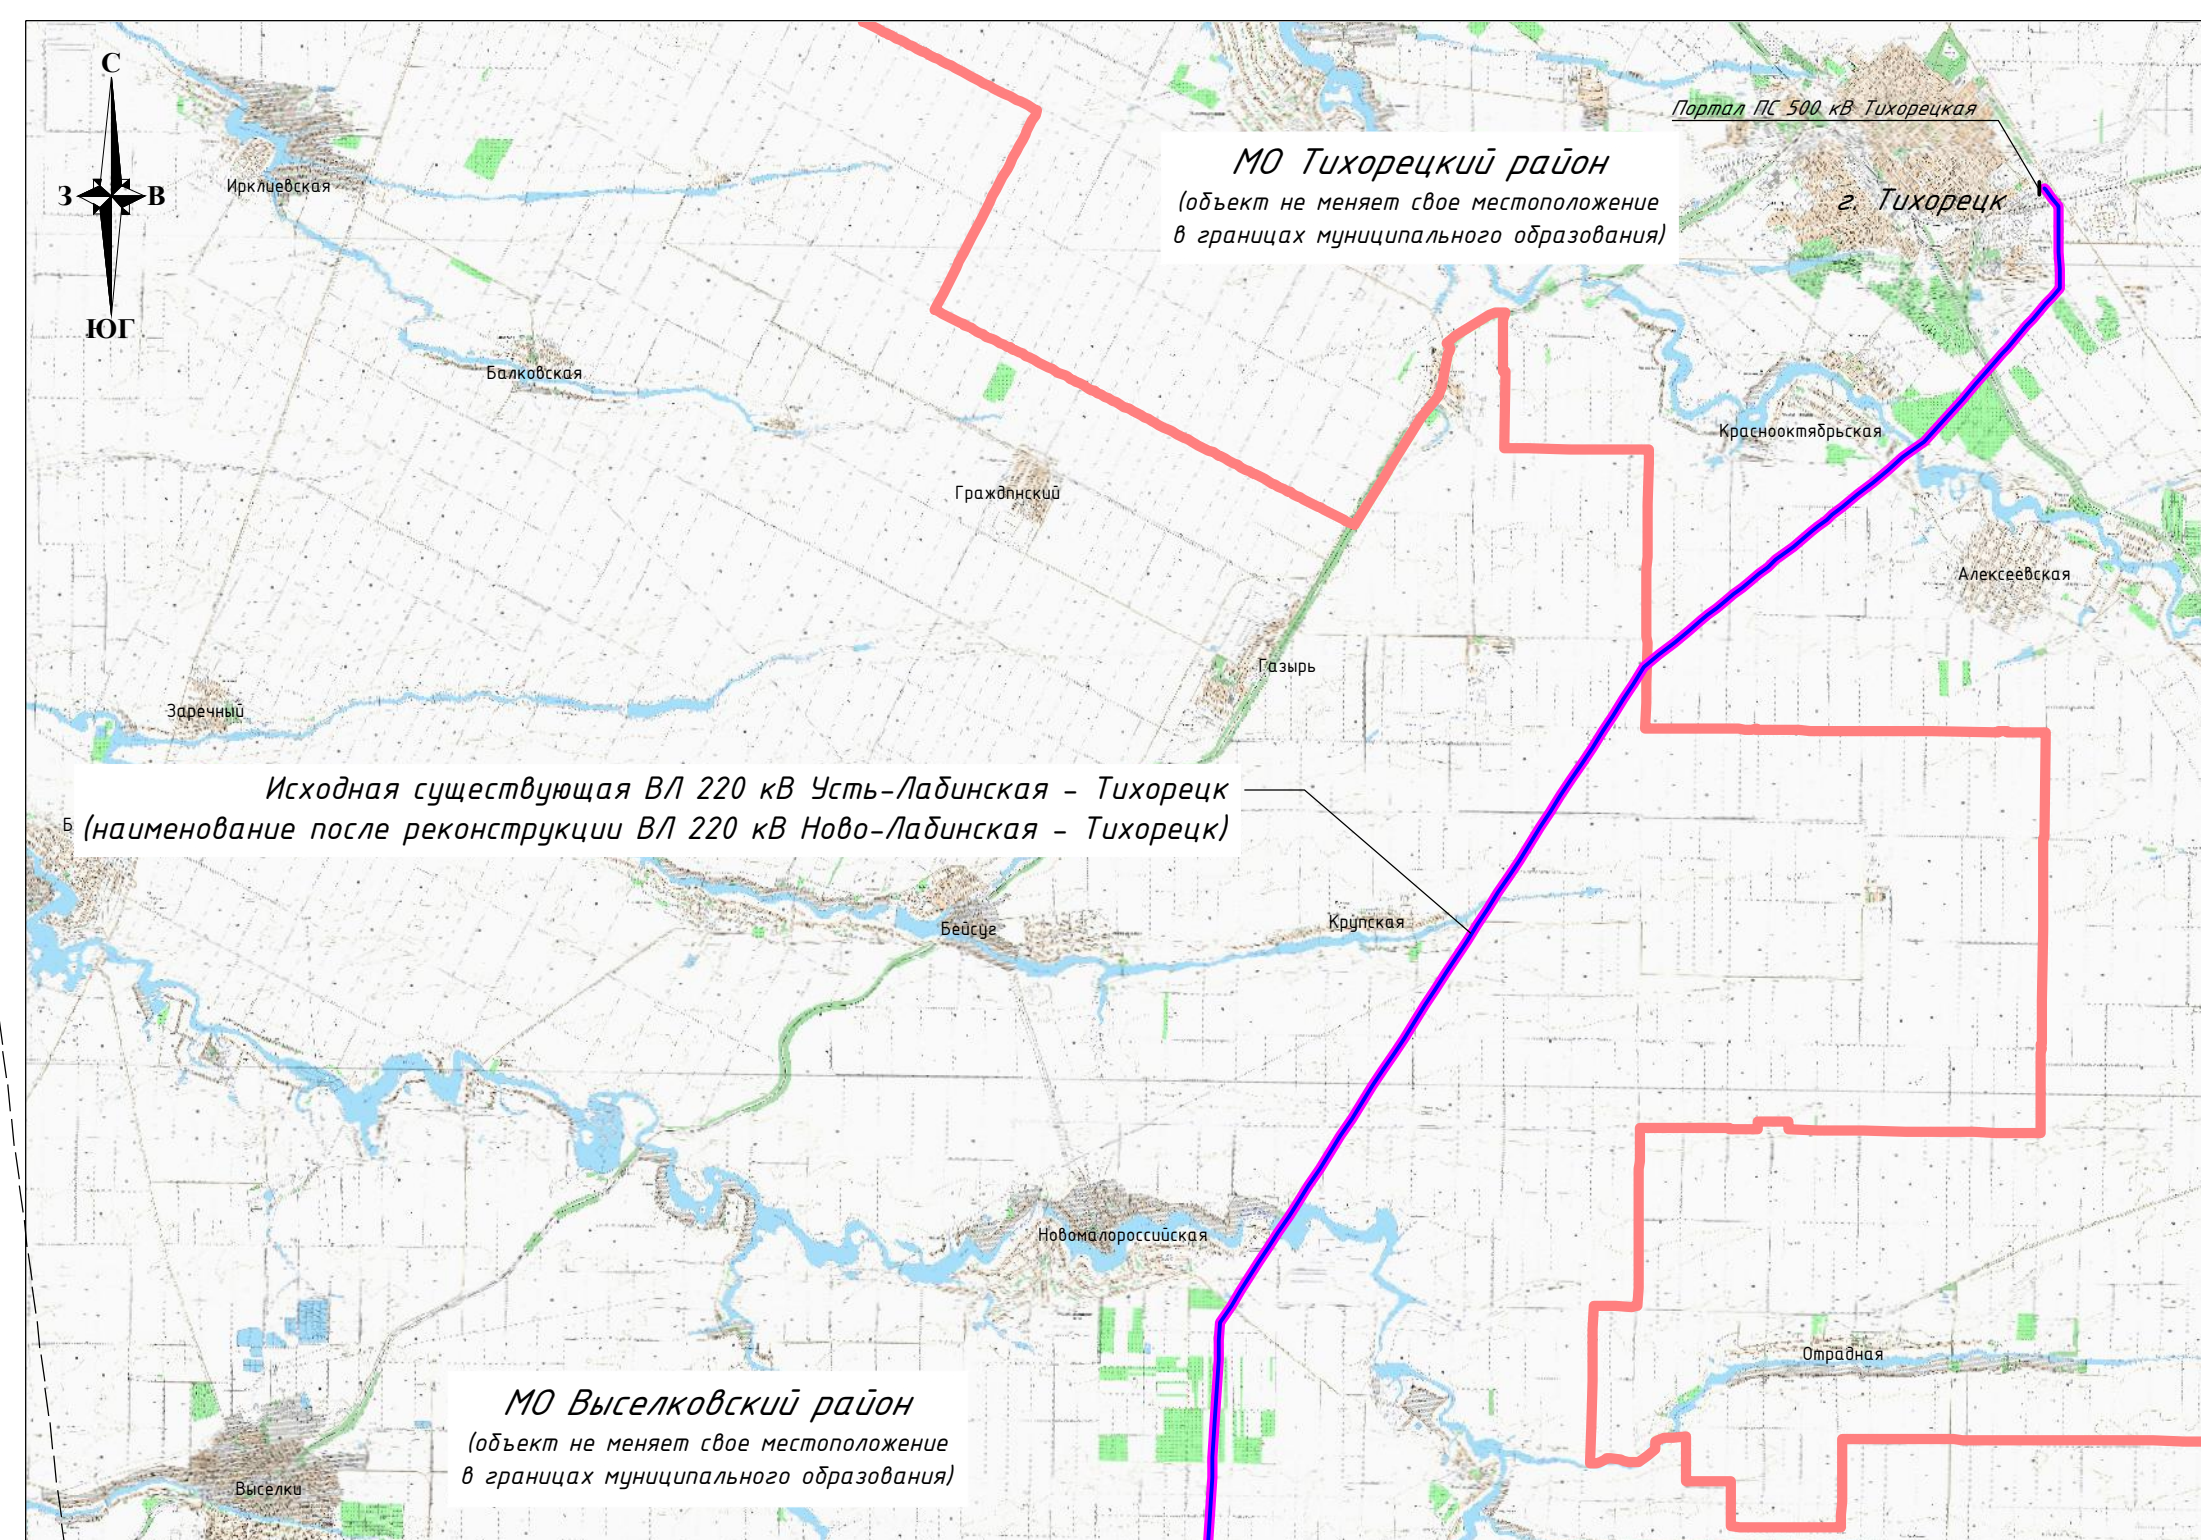 С
З
В
ЮГ
Портал ПС 500 кВ Тихорецкая
МО Тихорецкий район
(объект не меняет свое местоположение
в границах муниципального образования)
г. Тихорецк
Ирклиевская
Балковская
Краснооктябрьская
Граждпнский
Алексеевская
Газырь
Заречный
Исходная существующая ВЛ 220 кВ Усть-Лабинская - Тихорецк
Б
(наименование после реконструкции ВЛ 220 кВ Ново-Лабинская - Тихорецк)
Крупская
Бейсуг
Новомалороссийская
Отрадная
МО Выселковский район
(объект не меняет свое местоположение
в границах муниципального образования)
Выселки